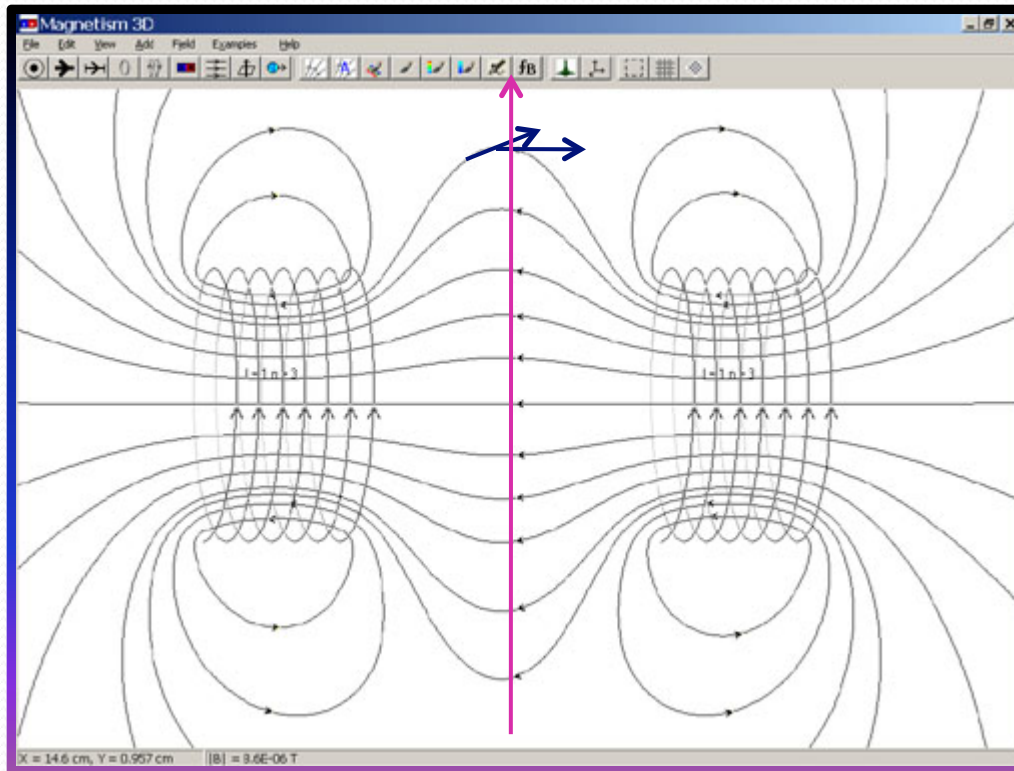 Magnetism 3D
File Edit View Add Field Examples Help
A fB
I = 1 n = 3 I = 1 n = 3
X = 14.6 cm, Y = 0.957 cm |B| = 3.6E-06 T